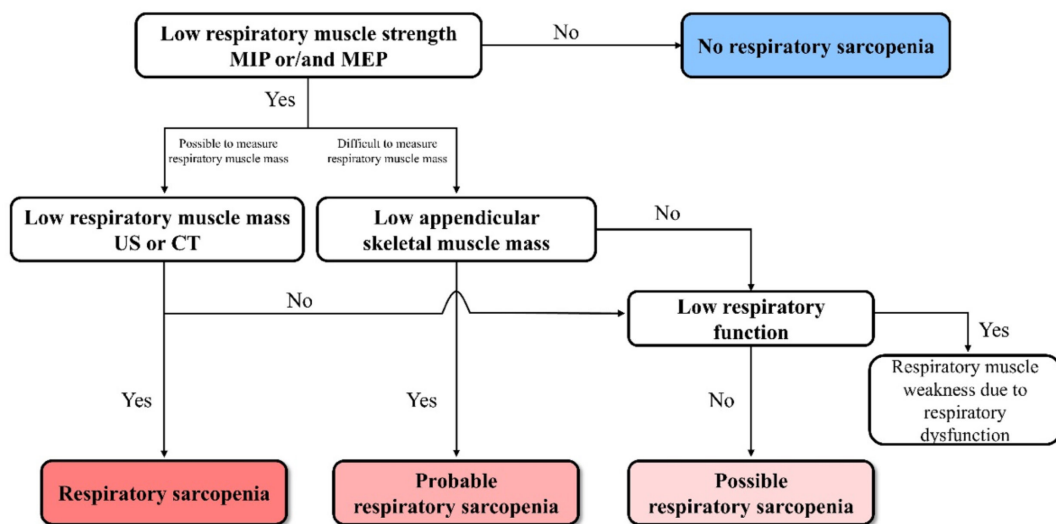 Low respiratory muscle strength
MIP or/and MEP
No
No respiratory sarcopenia
Yes
Possible to measure
respiratory muscle mass
Difficult to measure
respiratory muscle mass
Low respiratory muscle mass
US or CT
Low appendicular
skeletal muscle mass
No
No
Low respiratory
function
Yes
Respiratory muscle
weakness due to
respiratory
dysfunction
Yes
Yes
No
Respiratory sarcopenia
Probable
respiratory sarcopenia
Possible
respiratory sarcopenia